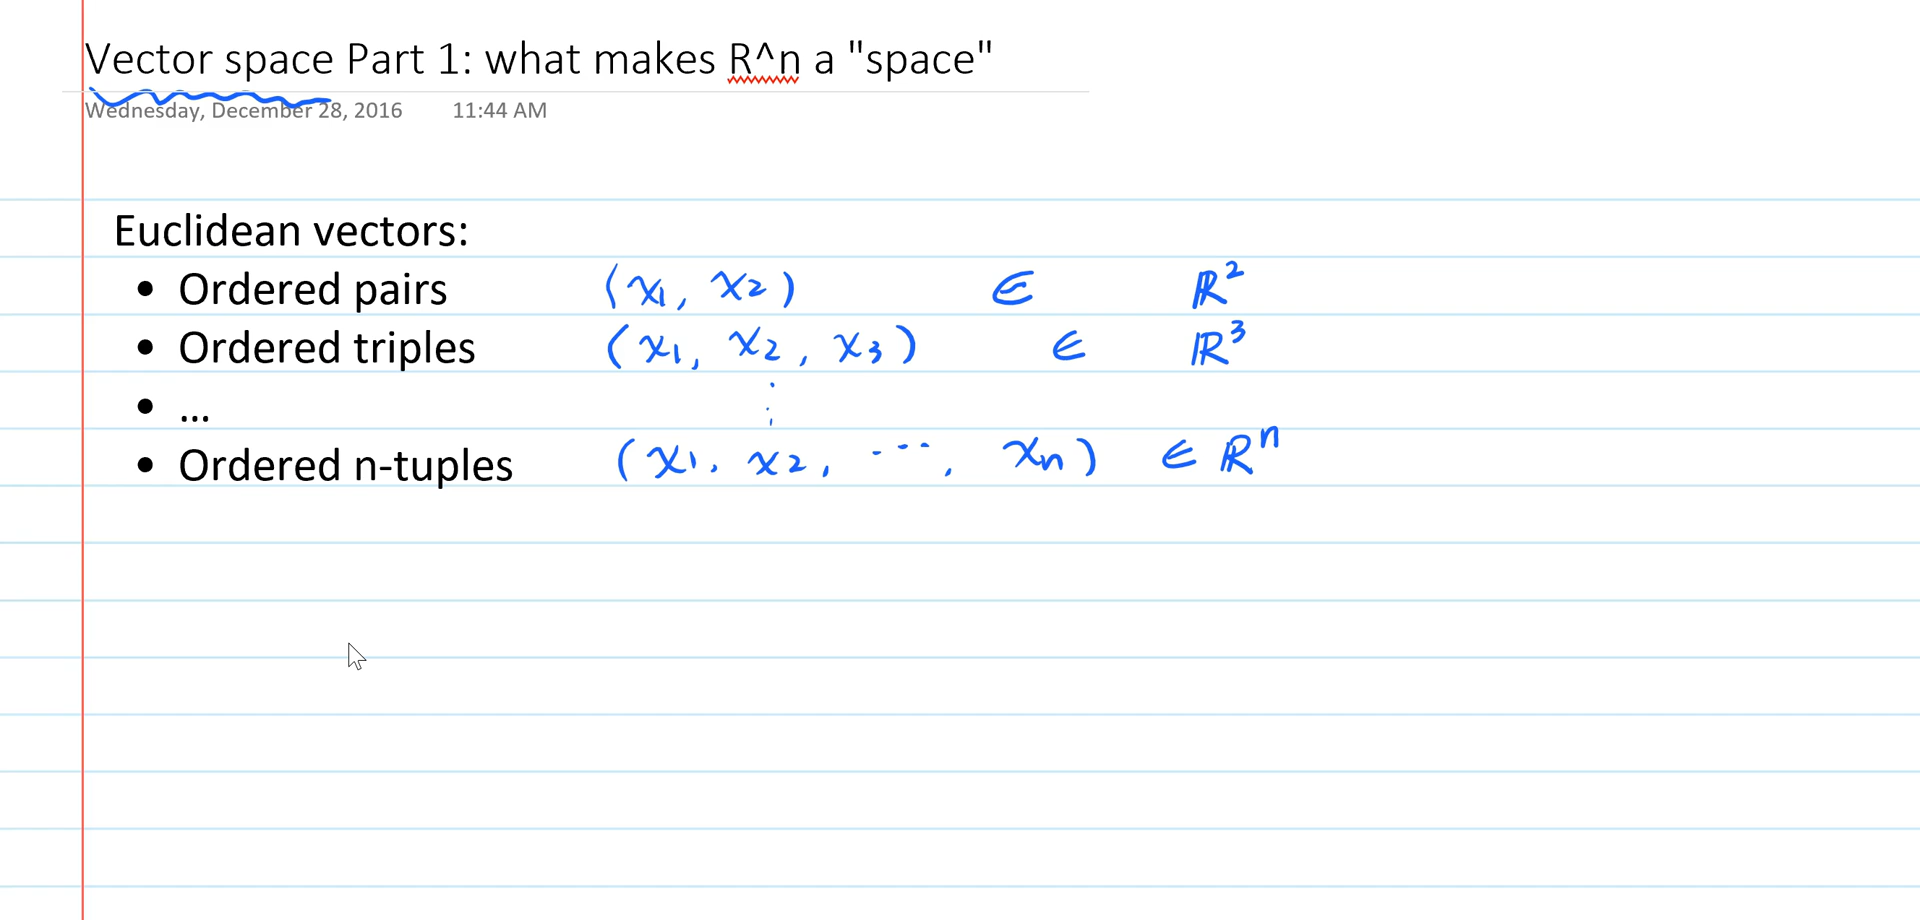 Vector space Part 1: what makes R^n a "space"
Wednesday, December 28, 2016 11:44 AM
Euclidean vectors:
• Ordered pairs (x₁, x₂) ∈ ℝ²
• Ordered triples (x₁, x₂, x₃) ∈ ℝ³
• ... ⋮
• Ordered n-tuples (x₁, x₂, ..., xₙ) ∈ ℝⁿ